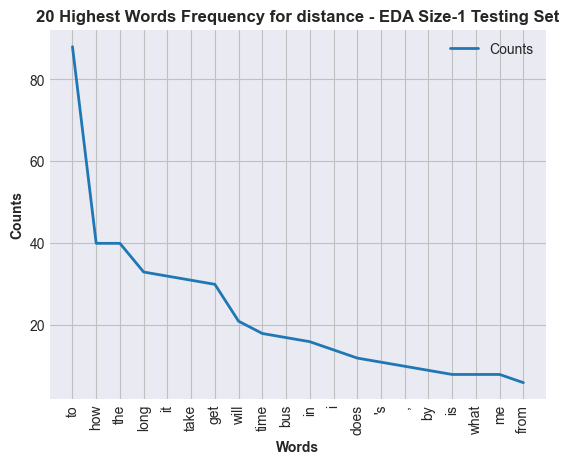 20 Highest Words Frequency for distance - EDA Size-1 Testing Set
Counts
80
60
40
20
Counts
to
how
the
long
it
take
get
will
time
bus
in
i
does
's
,
by
is
what
me
from
Words